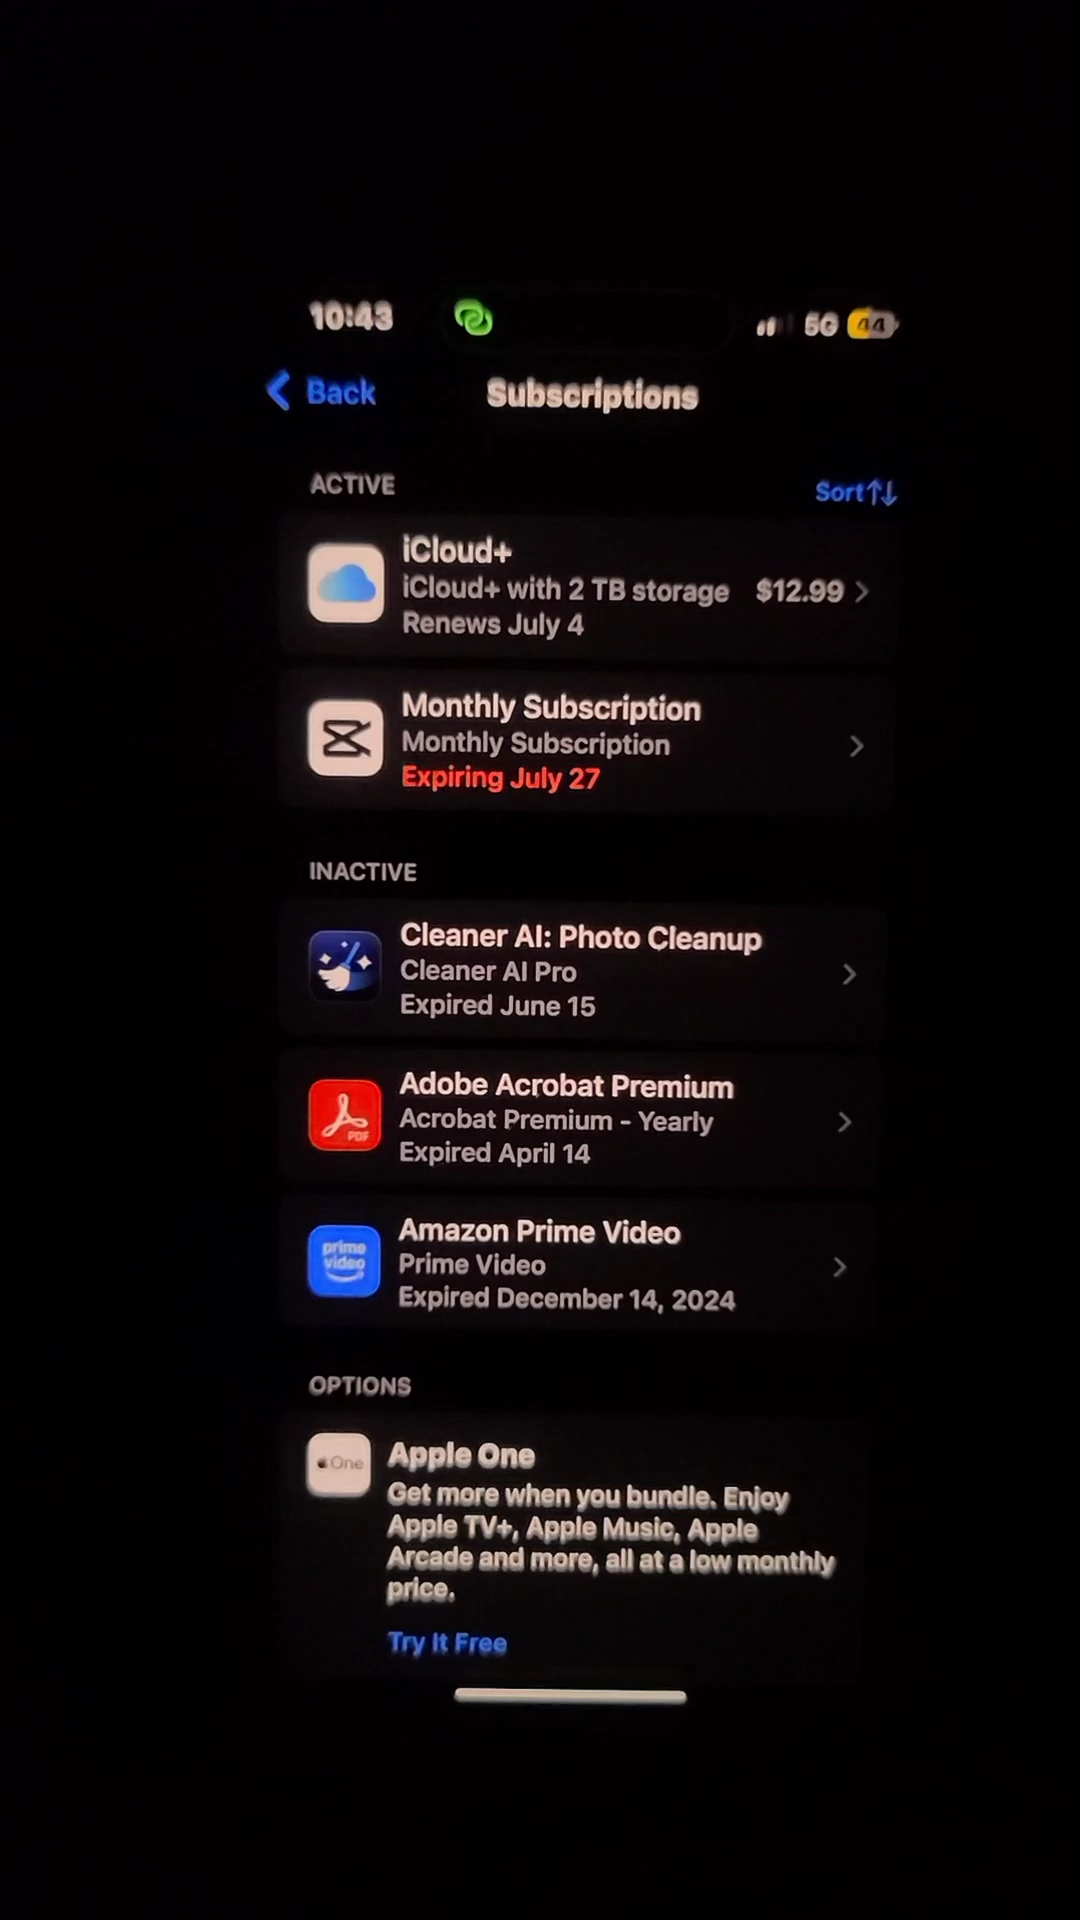 10:43
5G 44
Back
Subscriptions
ACTIVE
Sort↑↓
iCloud+
iCloud+ with 2 TB storage $12.99
Renews July 4
Monthly Subscription
Monthly Subscription
Expiring July 27
INACTIVE
Cleaner AI: Photo Cleanup
Cleaner AI Pro
Expired June 15
PDF
Adobe Acrobat Premium
Acrobat Premium - Yearly
Expired April 14
prime
video
Amazon Prime Video
Prime Video
Expired December 14, 2024
OPTIONS
One
Apple One
Get more when you bundle. Enjoy
Apple TV+, Apple Music, Apple
Arcade and more, all at a low monthly
price.
Try It Free